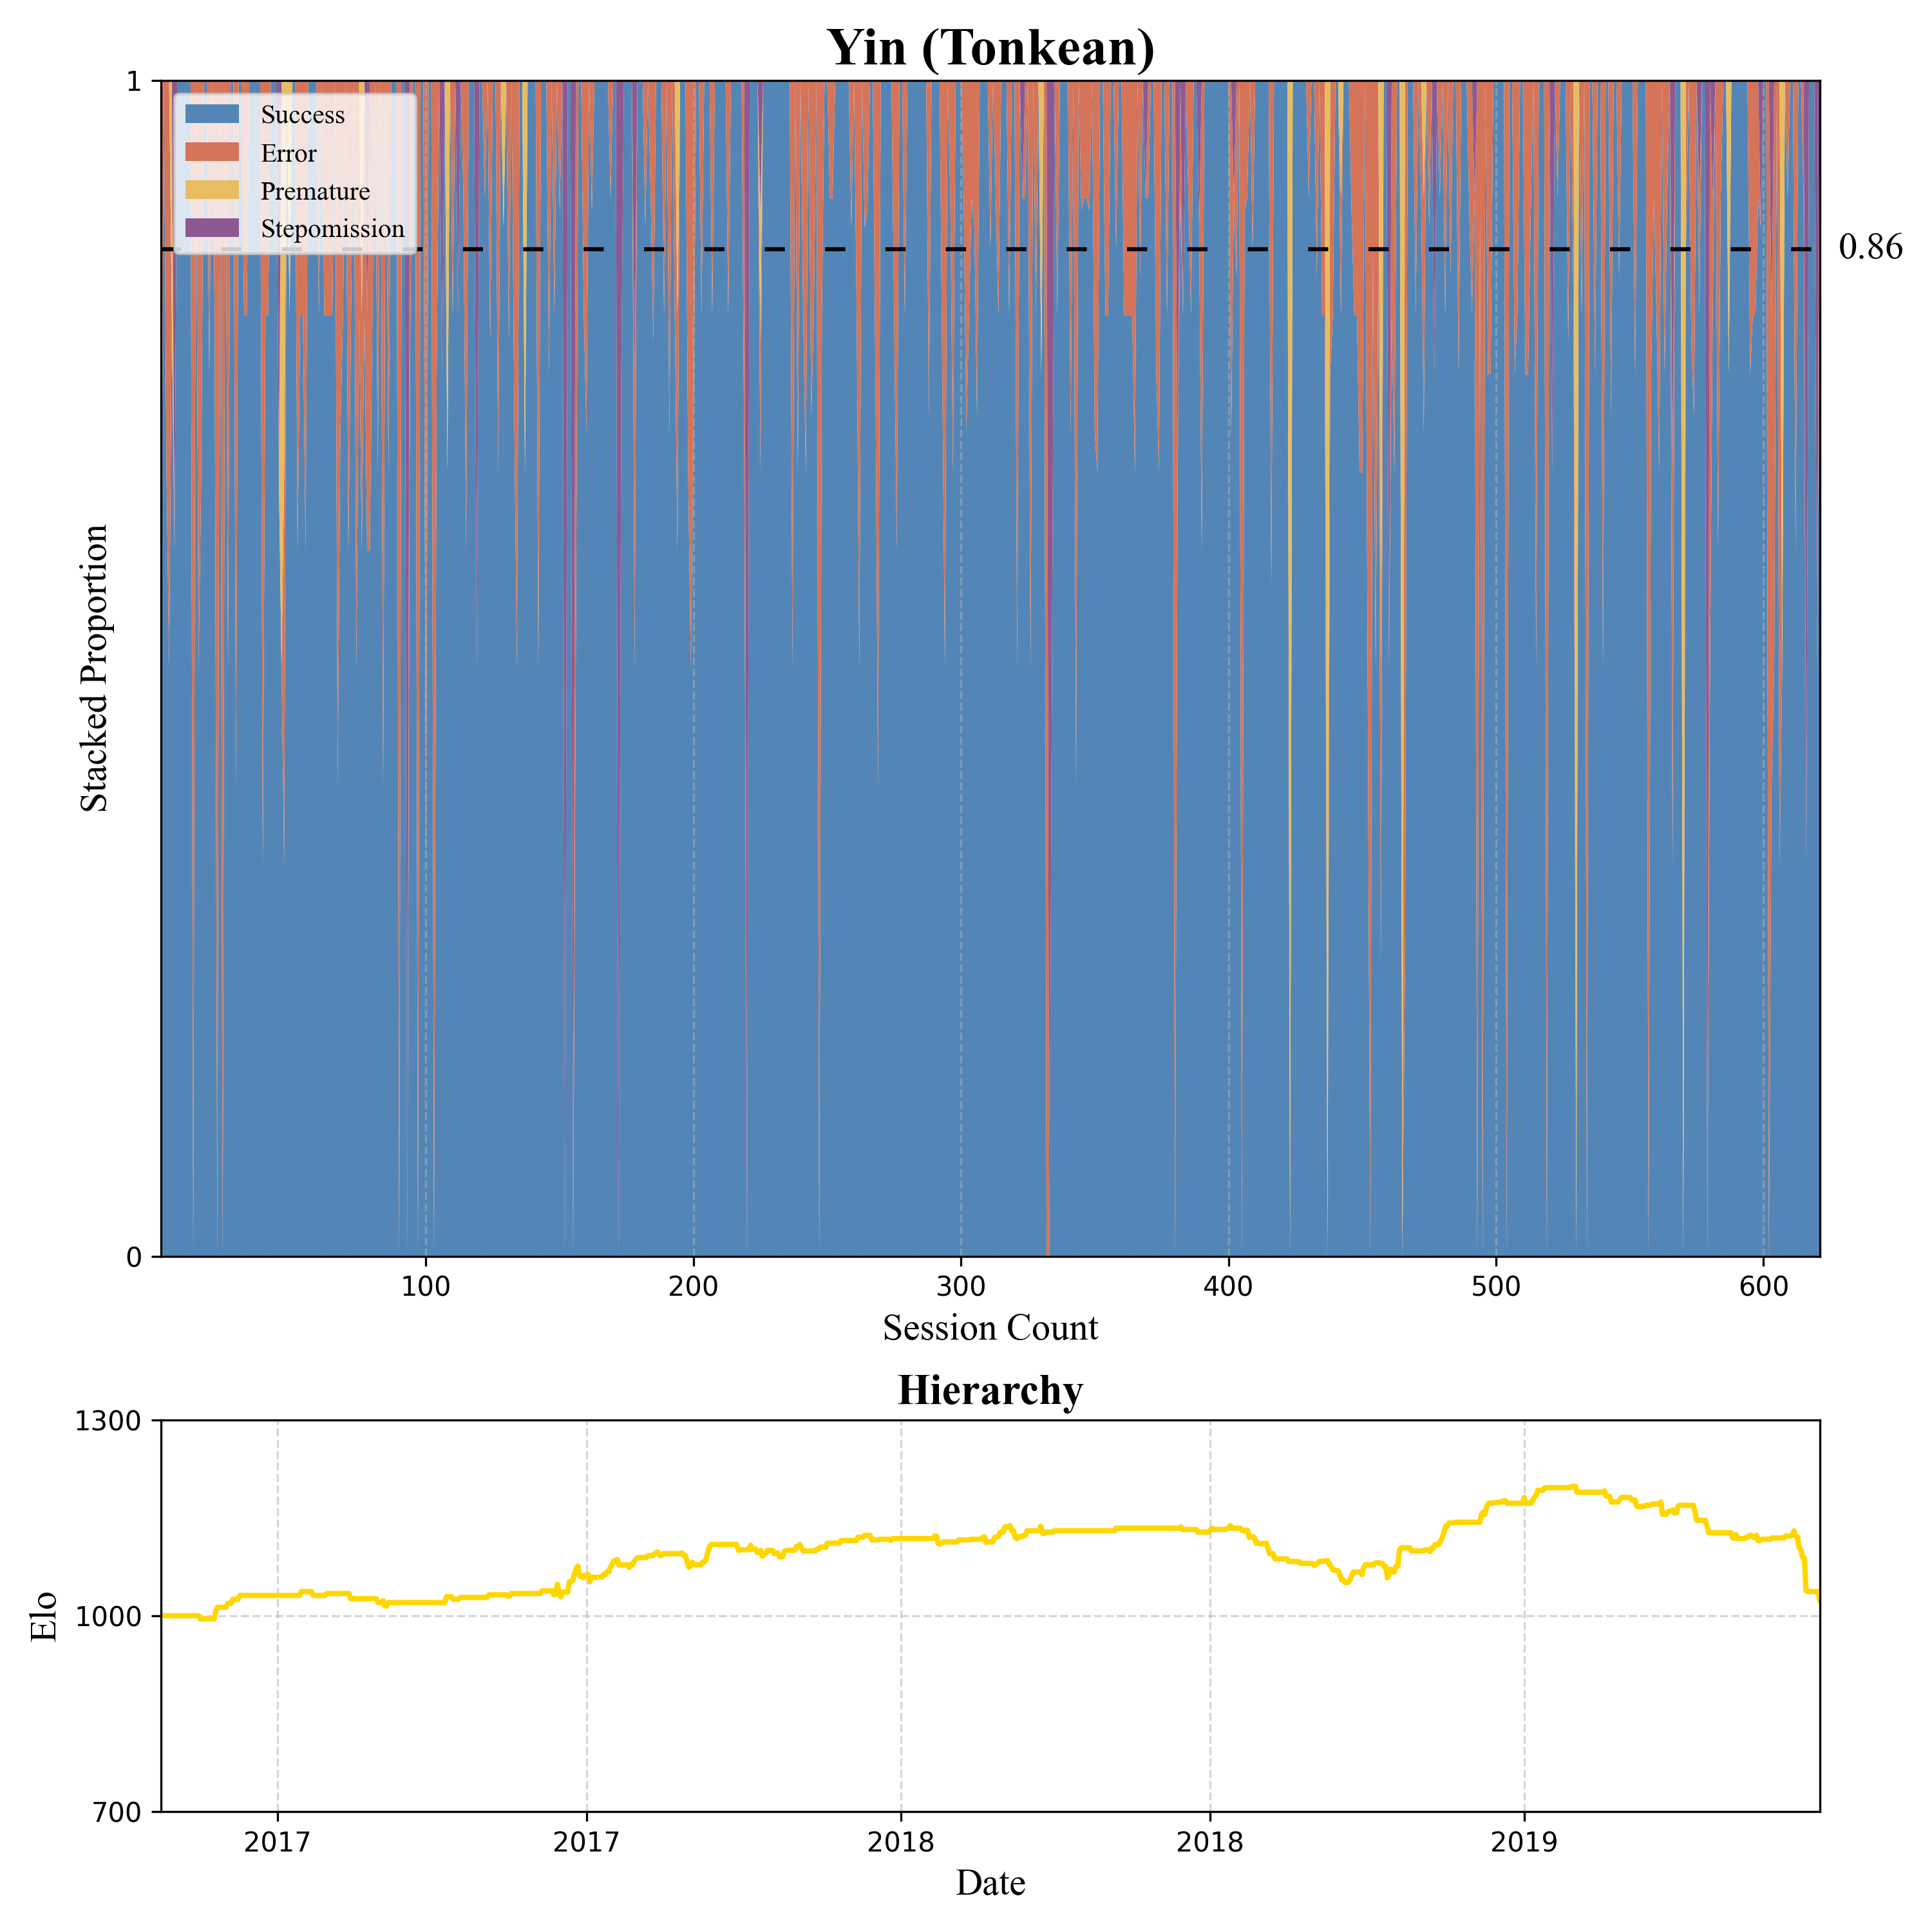 Yin (Tonkean)
1
Success
Error
Premature
Stepomission
0.86
Stacked Proportion
0
100 200 300 400 500 600
Session Count
Hierarchy
1300
1000
700
Elo
2017 2017 2018 2018 2019
Date